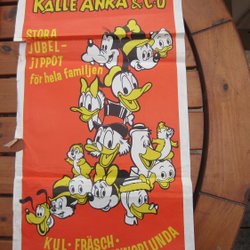 KALLE ANKA & C:O
STORA
JUBEL-
JIPPOT
för hela familjen
KUL · FRÄSCH